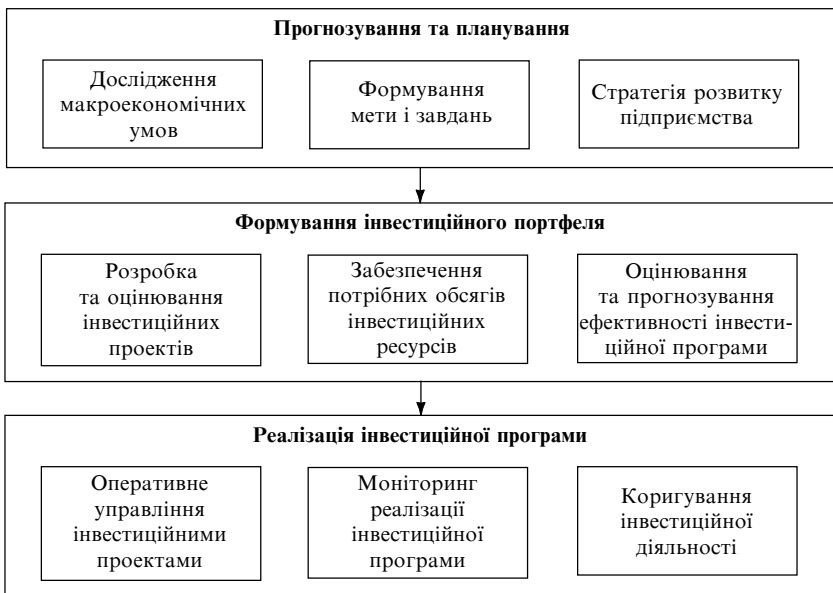 Прогнозування та планування
Дослідження
макроекономічних
умов
Формування
мети і завдань
Стратегія розвитку
підприємства
Формування інвестиційного портфеля
Розробка
та оцінювання
інвестиційних
проектів
Забезпечення
потрібних обсягів
інвестиційних
ресурсів
Оцінювання
та прогнозування
ефективності інвести-
ційної програми
Реалізація інвестиційної програми
Оперативне
управління
інвестиційними
проектами
Моніторинг
реалізації
інвестиційної
програми
Коригування
інвестиційної
діяльності